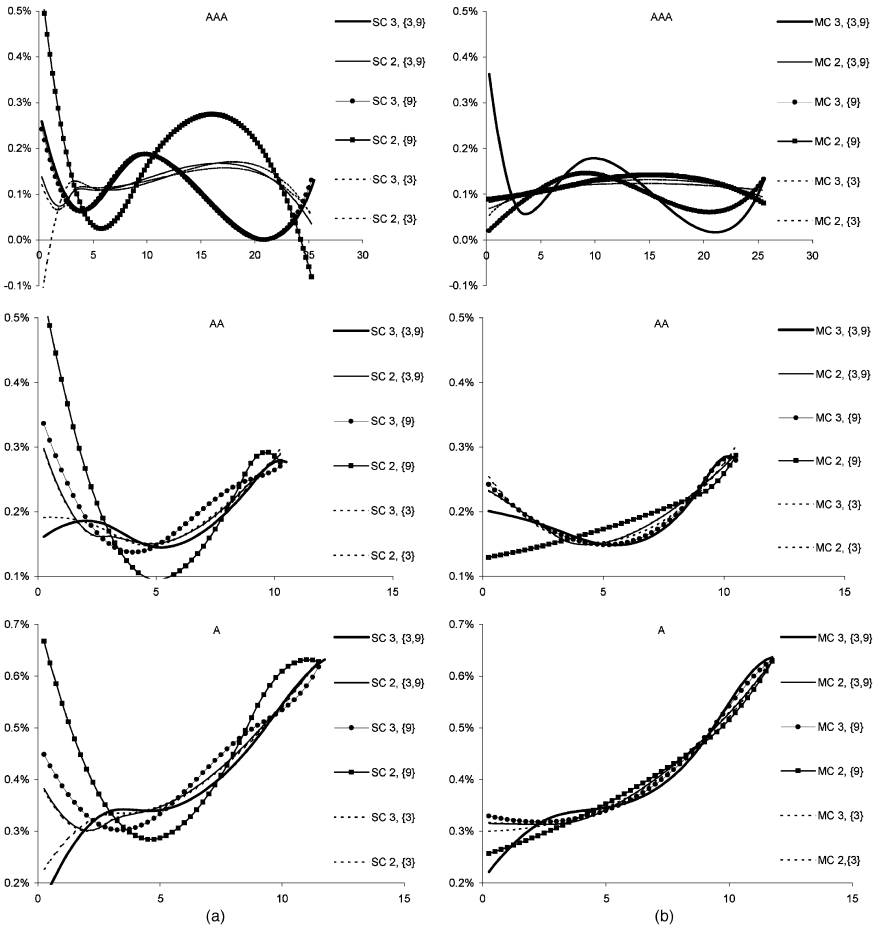 AAA
0.5%
0.4%
0.3%
0.2%
0.1%
0.0%
-0.1%
0 5 10 15 20 25 30
SC 3, {3,9}
SC 2, {3,9}
SC 3, {9}
SC 2, {9}
SC 3, {3}
SC 2, {3}
AAA
0.5%
0.4%
0.3%
0.2%
0.1%
0.0%
-0.1%
0 5 10 15 20 25 30
MC 3, {3,9}
MC 2, {3,9}
MC 3, {9}
MC 2, {9}
MC 3, {3}
MC 2, {3}
AA
0.5%
0.4%
0.3%
0.2%
0.1%
0 5 10 15
SC 3, {3,9}
SC 2, {3,9}
SC 3, {9}
SC 2, {9}
SC 3, {3}
SC 2, {3}
AA
0.5%
0.4%
0.3%
0.2%
0.1%
0 5 10 15
MC 3, {3,9}
MC 2, {3,9}
MC 3, {9}
MC 2, {9}
MC 3, {3}
MC 2, {3}
A
0.7%
0.6%
0.5%
0.4%
0.3%
0.2%
0 5 10 15
SC 3, {3,9}
SC 2, {3,9}
SC 3, {9}
SC 2, {9}
SC 3, {3}
SC 2, {3}
(a)
A
0.7%
0.6%
0.5%
0.4%
0.3%
0.2%
0 5 10 15
MC 3, {3,9}
MC 2, {3,9}
MC 3, {9}
MC 2, {9}
MC 3, {3}
MC 2,{3}
(b)